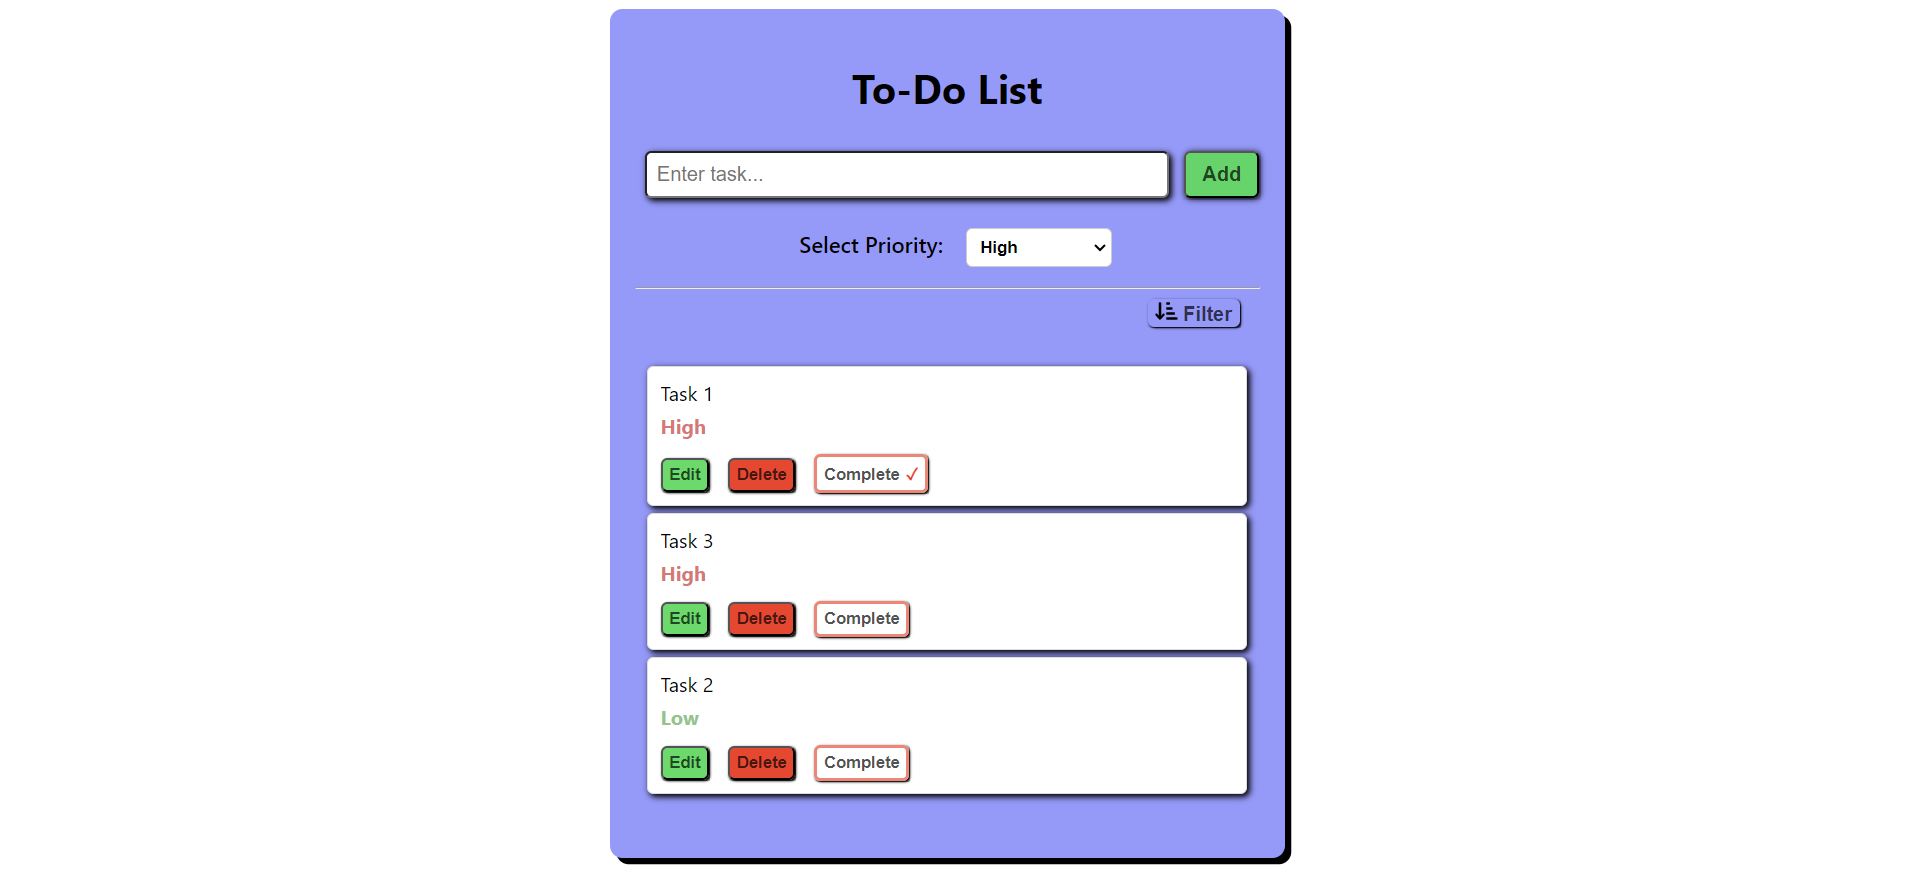 To-Do List
Enter task... Add
Select Priority: High
Filter
Task 1
High
Edit Delete Complete ✓
Task 3
High
Edit Delete Complete
Task 2
Low
Edit Delete Complete